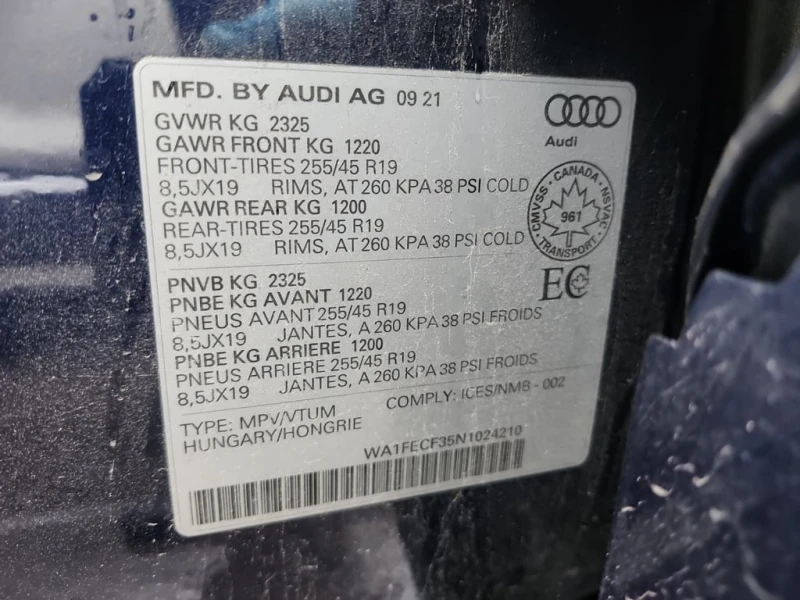 MFD. BY AUDI AG 09 21
GVWR KG 2325
GAWR FRONT KG 1220
FRONT-TIRES 255/45 R19
8,5JX19 RIMS, AT 260 KPA 38 PSI COLD
GAWR REAR KG 1200
REAR-TIRES 255/45 R19
8,5JX19 RIMS, AT 260 KPA 38 PSI COLD
Audi
CMVSS - CANADA - NSVAC
961
TRANSPORT
EC
PNVB KG 2325
PNBE KG AVANT 1220
PNEUS AVANT 255/45 R19
8,5JX19 JANTES, A 260 KPA 38 PSI FROIDS
PNBE KG ARRIERE 1200
PNEUS ARRIERE 255/45 R19
8,5JX19 JANTES, A 260 KPA 38 PSI FROIDS
TYPE: MPV/VTUM COMPLY: ICES/NMB - 002
HUNGARY/HONGRIE
WA1FECF35N1024210